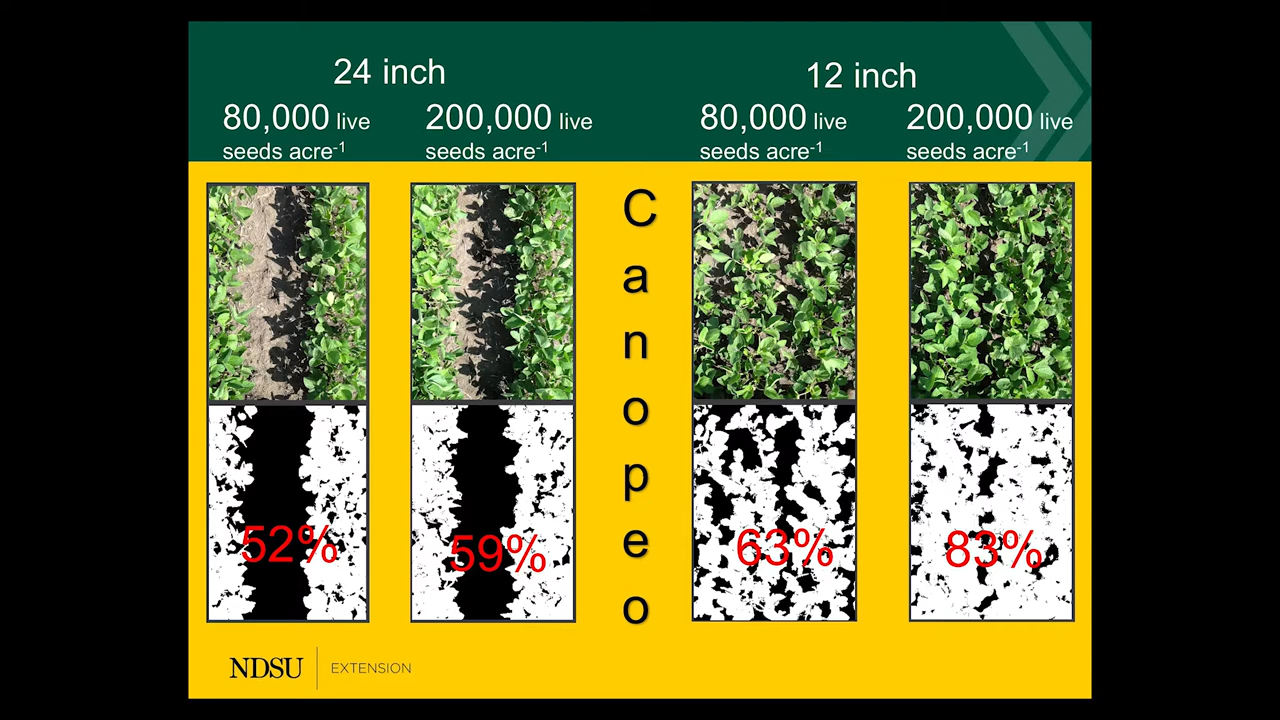 24 inch
12 inch
80,000 live
seeds acre-1
200,000 live
seeds acre-1
80,000 live
seeds acre-1
200,000 live
seeds acre-1
C
a
n
o
p
e
o
52%
59%
63%
83%
NDSU EXTENSION